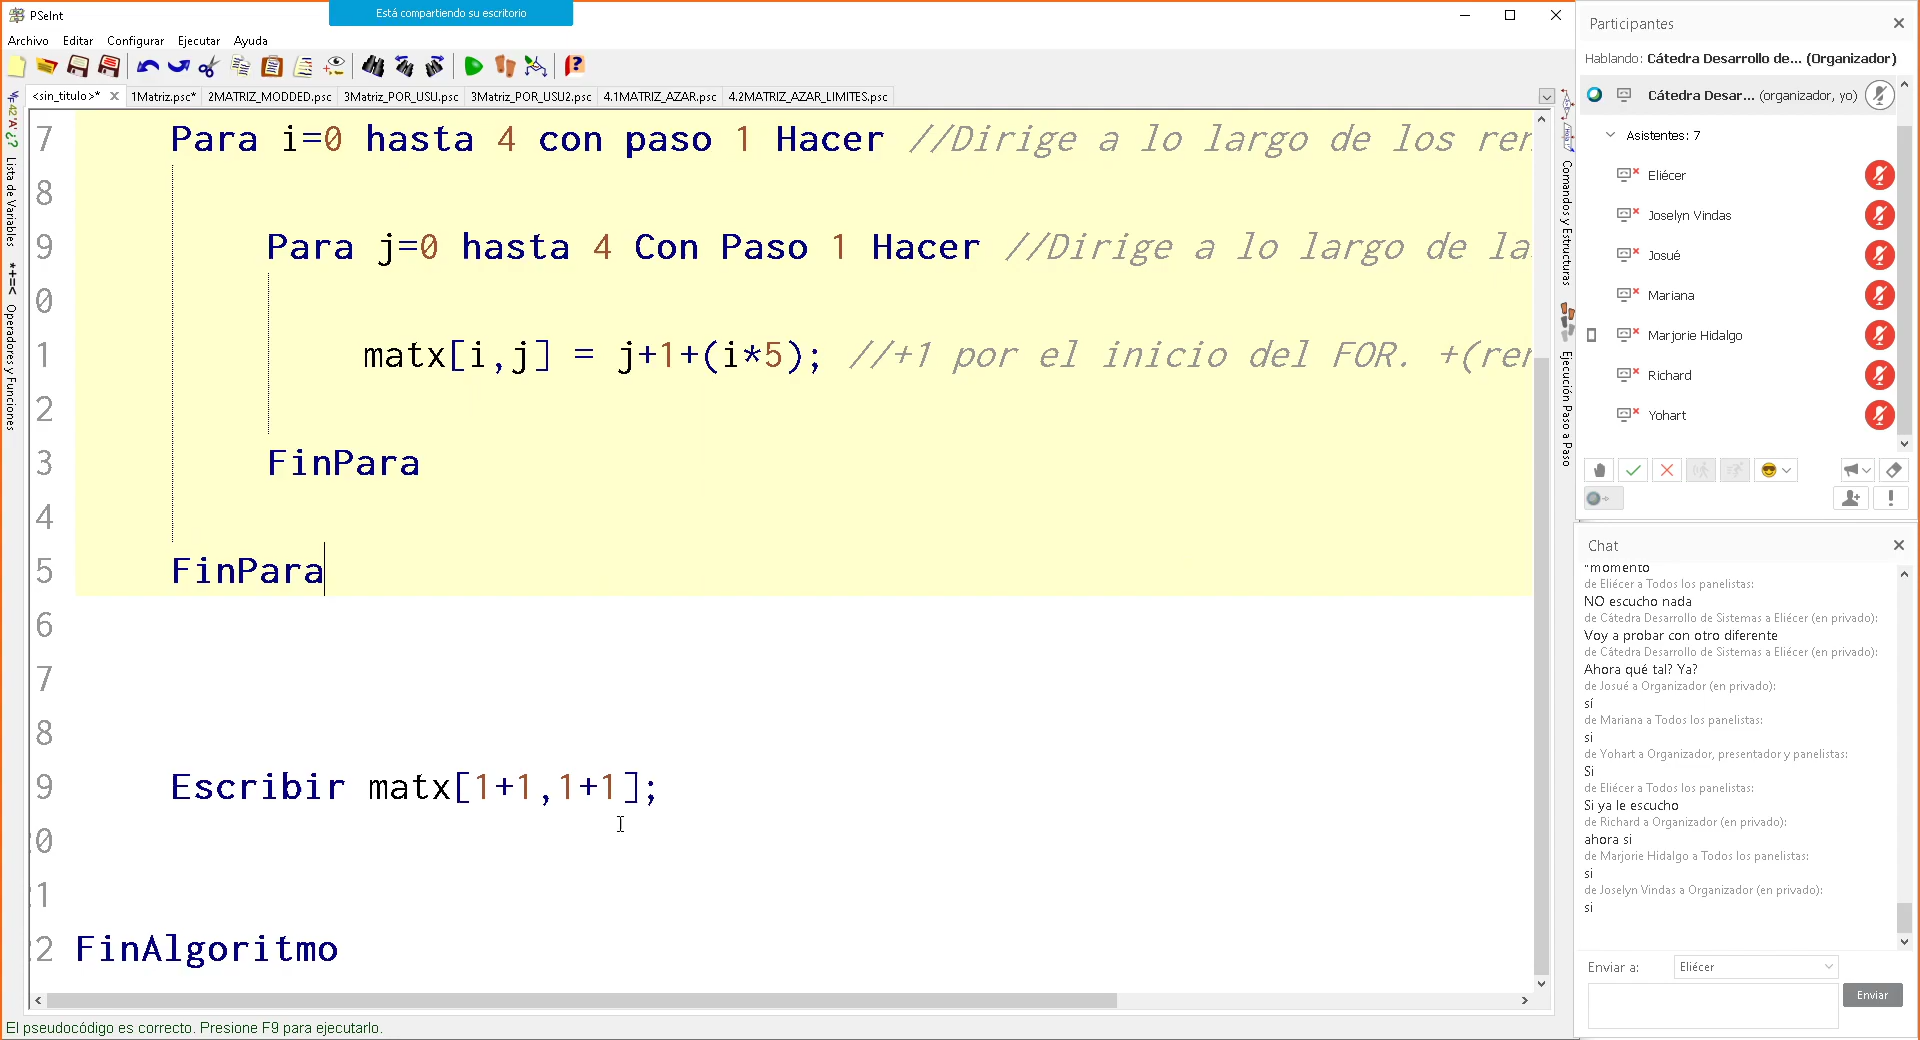 Está compartiendo su escritorio
PSeInt
Archivo Editar Configurar Ejecutar Ayuda
<sin_titulo>* 1Matriz.psc* 2MATRIZ_MODDED.psc 3Matriz_POR_USU.psc 3Matriz_POR_USU2.psc 4.1MATRIZ_AZAR.psc 4.2MATRIZ_AZAR_LIMITES.psc
Lista de Variables
*+=< Operadores y Funciones
7 Para i=0 hasta 4 con paso 1 Hacer //Dirige a lo largo de los ren
8
9 Para j=0 hasta 4 Con Paso 1 Hacer //Dirige a lo largo de la
0
1 matx[i,j] = j+1+(i*5); //+1 por el inicio del FOR. +(ren
2
3 FinPara
4
5 FinPara
6
7
8
9 Escribir matx[1+1,1+1];
20
21
22 FinAlgoritmo
El pseudocódigo es correcto. Presione F9 para ejecutarlo.
Comandos y Estructuras
Ejecución Paso a Paso
Participantes
Hablando: Cátedra Desarrollo de... (Organizador)
Cátedra Desar... (organizador, yo)
Asistentes: 7
Eliécer
Joselyn Vindas
Josué
Mariana
Marjorie Hidalgo
Richard
Yohart
Chat
*momento
de Eliécer a Todos los panelistas:
NO escucho nada
de Cátedra Desarrollo de Sistemas a Eliécer (en privado):
Voy a probar con otro diferente
de Cátedra Desarrollo de Sistemas a Eliécer (en privado):
Ahora qué tal? Ya?
de Josué a Organizador (en privado):
sí
de Mariana a Todos los panelistas:
si
de Yohart a Organizador, presentador y panelistas:
Si
de Eliécer a Todos los panelistas:
Si ya le escucho
de Richard a Organizador (en privado):
ahora si
de Marjorie Hidalgo a Todos los panelistas:
si
de Joselyn Vindas a Organizador (en privado):
si
Enviar a: Eliécer
Enviar